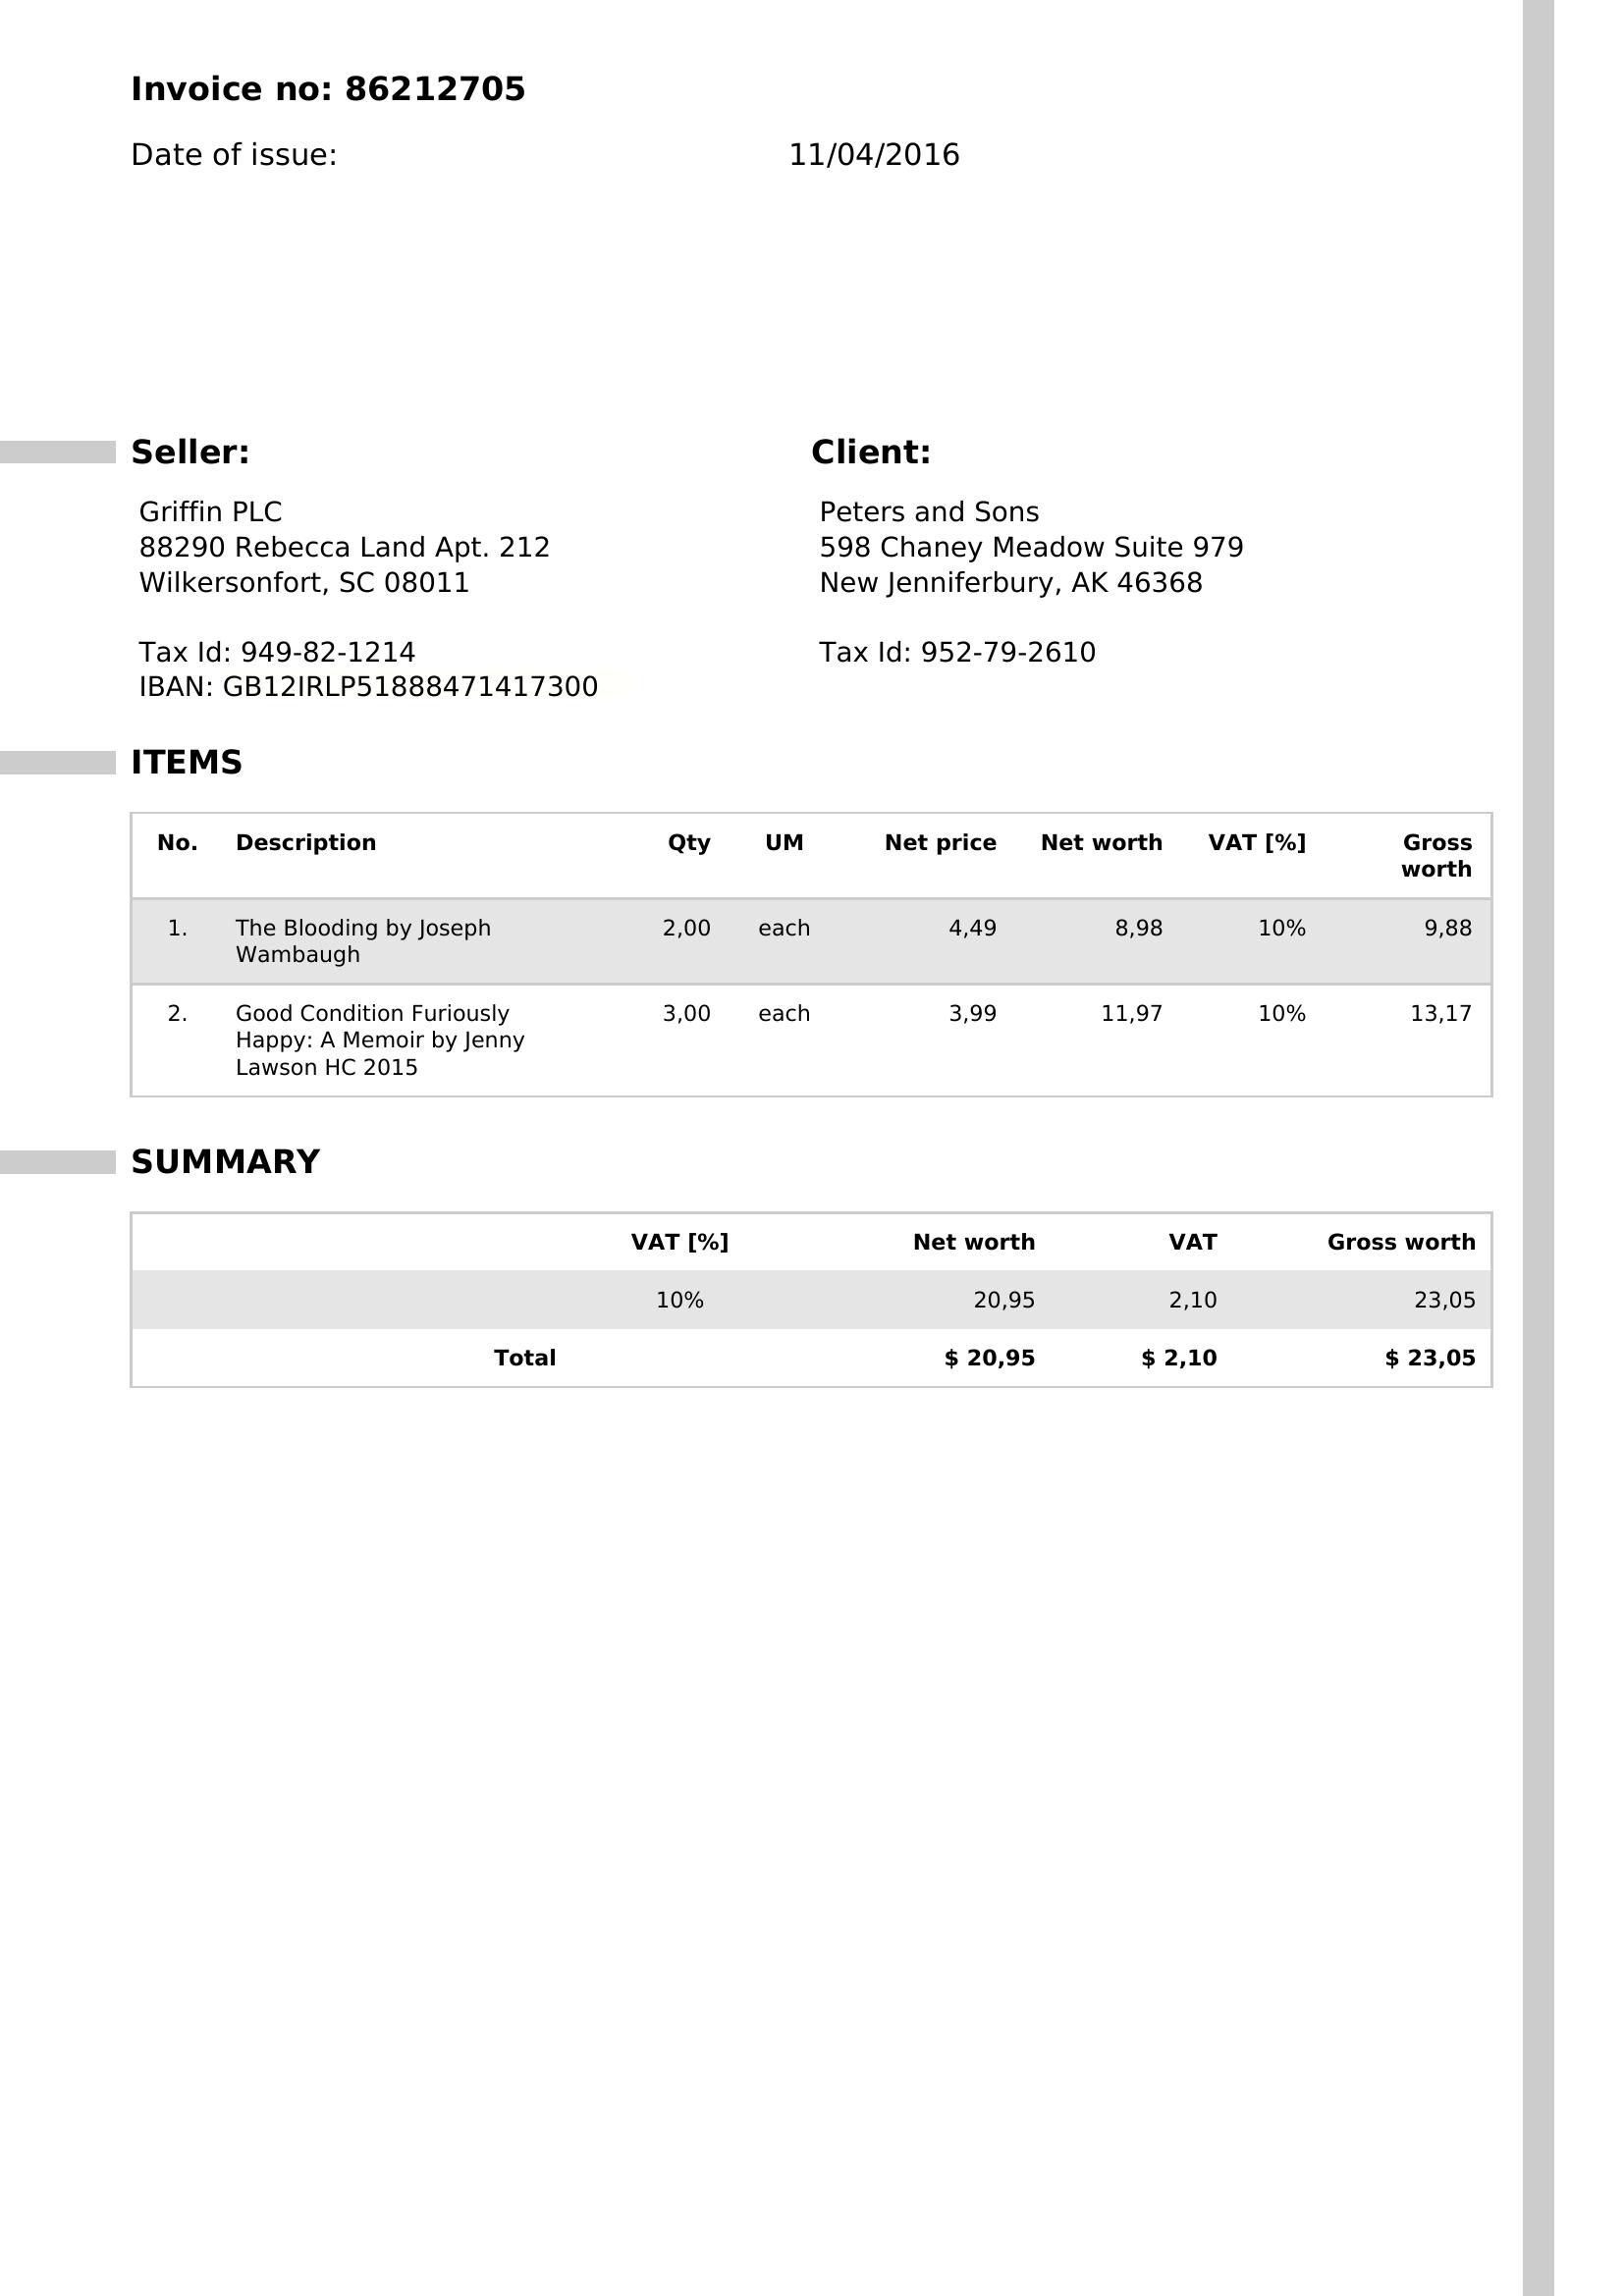 Invoice no: 86212705
Date of issue: 11/04/2016
Seller:
Griffin PLC
88290 Rebecca Land Apt. 212
Wilkersonfort, SC 08011
Tax Id: 949-82-1214
IBAN: GB12IRLP51888471417300
Client:
Peters and Sons
598 Chaney Meadow Suite 979
New Jenniferbury, AK 46368
Tax Id: 952-79-2610
ITEMS
No. Description Qty UM Net price Net worth VAT [%] Gross
worth
1. The Blooding by Joseph 2,00 each 4,49 8,98 10% 9,88
Wambaugh
2. Good Condition Furiously 3,00 each 3,99 11,97 10% 13,17
Happy: A Memoir by Jenny
Lawson HC 2015
SUMMARY
VAT [%] Net worth VAT Gross worth
10% 20,95 2,10 23,05
Total $ 20,95 $ 2,10 $ 23,05